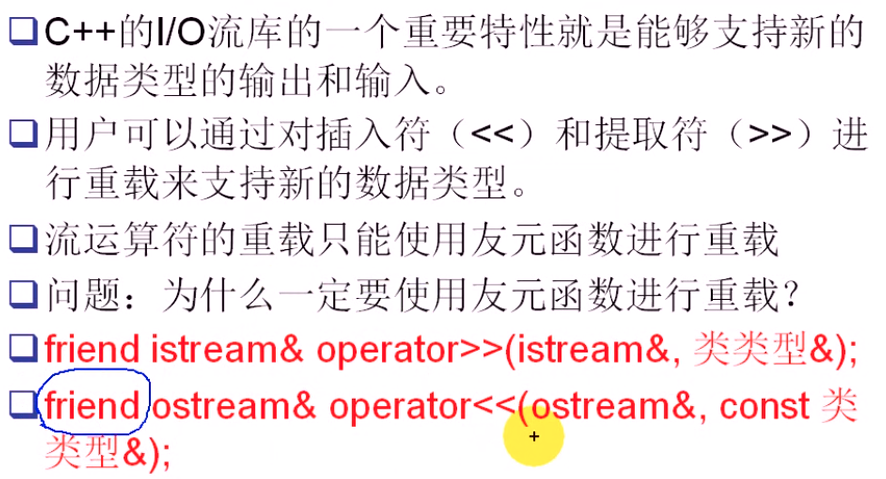 C++的I/O流库的一个重要特性就是能够支持新的
数据类型的输出和输入。
用户可以通过对插入符（<<）和提取符（>>）进
行重载来支持新的数据类型。
流运算符的重载只能使用友元函数进行重载
问题：为什么一定要使用友元函数进行重载？
friend istream& operator>>(istream&, 类类型&);
friend ostream& operator<<(ostream&, const 类
类型&);